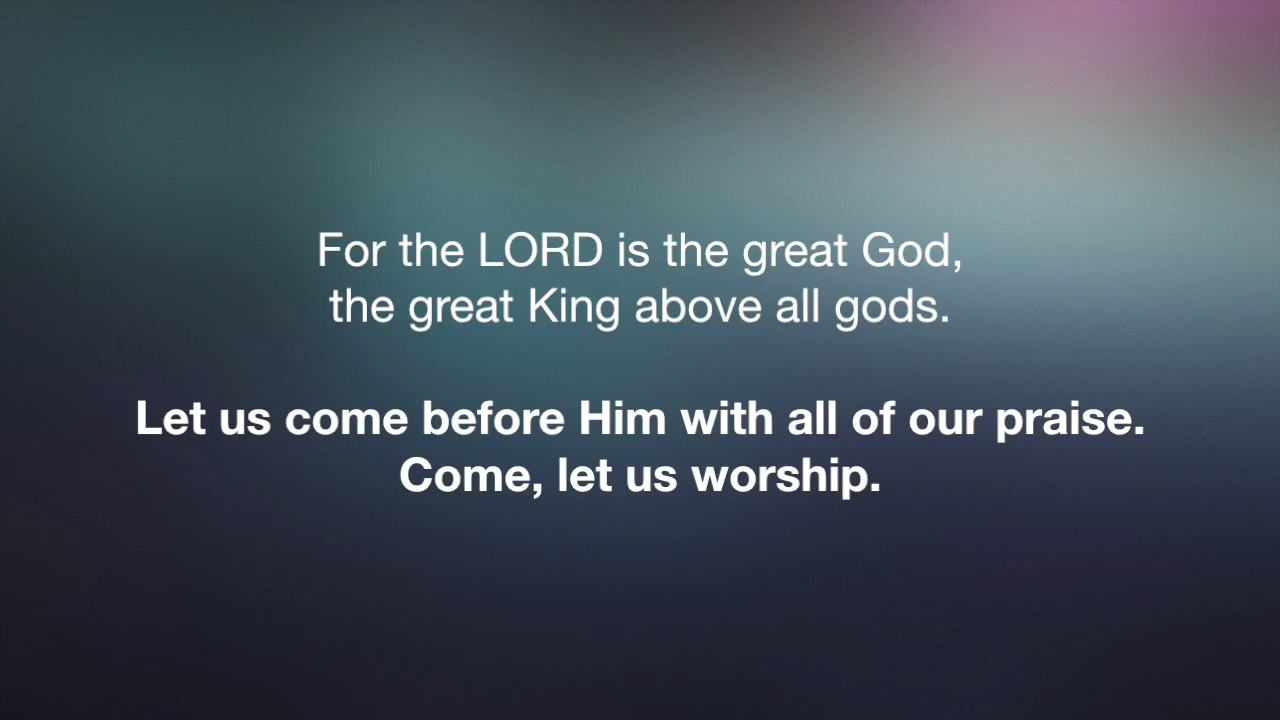 For the LORD is the great God,
the great King above all gods.
Let us come before Him with all of our praise.
Come, let us worship.